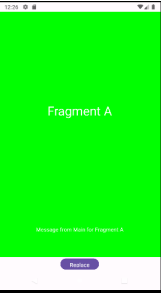 12:26
Fragment A
Message from Main for Fragment A
Replace